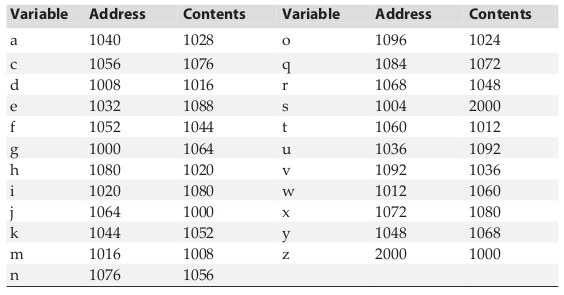 Variable Address Contents Variable Address Contents
a 1040 1028 o 1096 1024
c 1056 1076 q 1084 1072
d 1008 1016 r 1068 1048
e 1032 1088 s 1004 2000
f 1052 1044 t 1060 1012
g 1000 1064 u 1036 1092
h 1080 1020 v 1092 1036
i 1020 1080 w 1012 1060
j 1064 1000 x 1072 1080
k 1044 1052 y 1048 1068
m 1016 1008 z 2000 1000
n 1076 1056